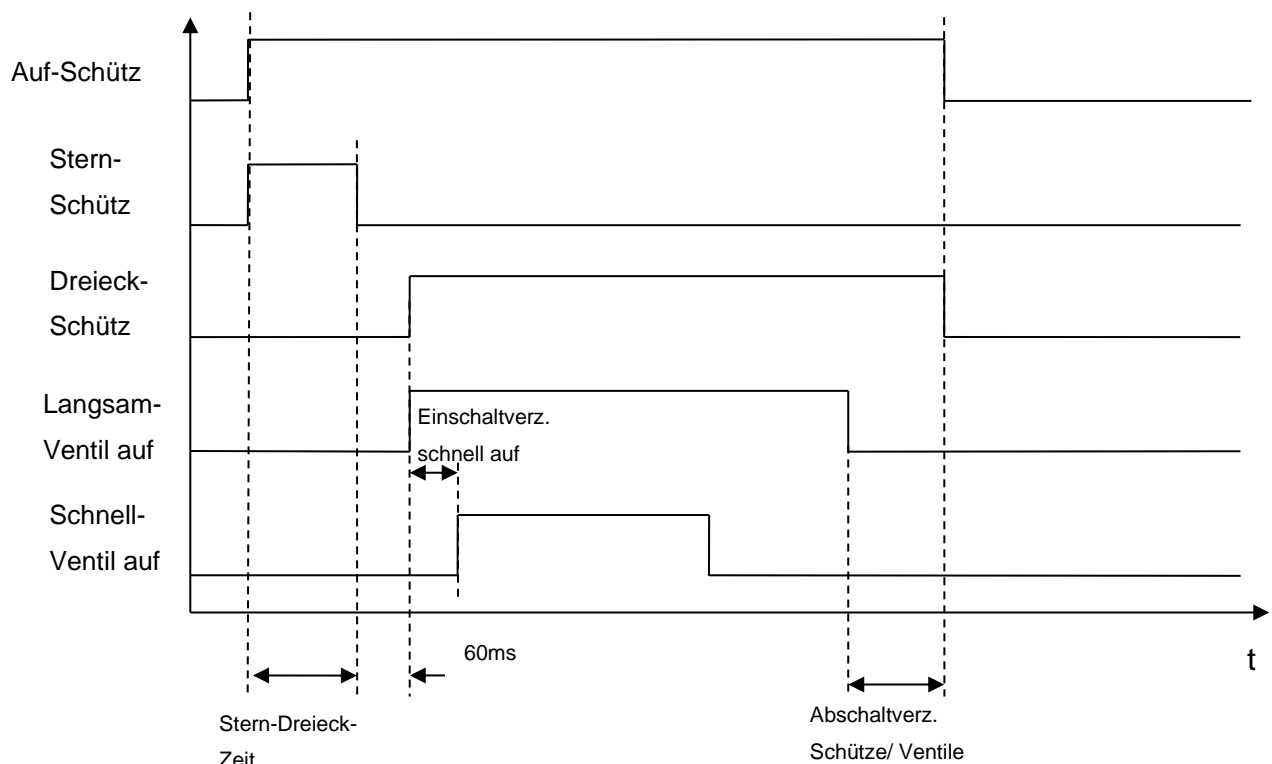 Auf-Schütz
Stern-
Schütz
Dreieck-
Schütz
Langsam-
Ventil auf
Einschaltverz.
schnell auf
Schnell-
Ventil auf
60ms
t
Stern-Dreieck-
Zeit
Abschaltverz.
Schütze/ Ventile